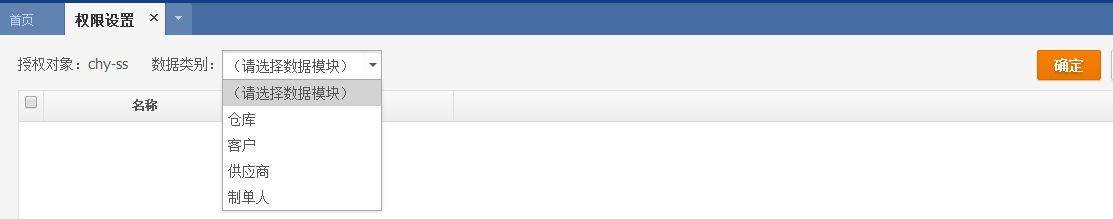 首页 权限设置 ×
授权对象：chy-ss 数据类别：（请选择数据模块） 确定
名称
（请选择数据模块）
仓库
客户
供应商
制单人